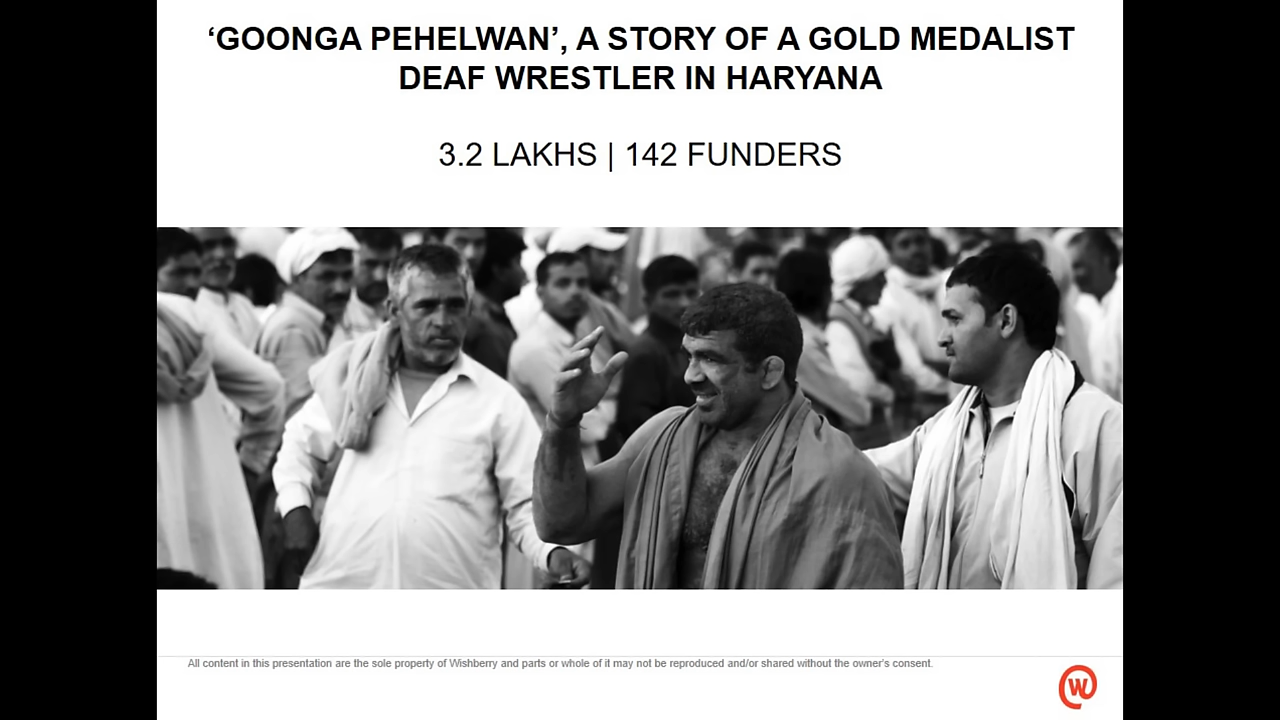 ‘GOONGA PEHELWAN’, A STORY OF A GOLD MEDALIST
DEAF WRESTLER IN HARYANA
3.2 LAKHS | 142 FUNDERS
All content in this presentation are the sole property of Wishberry and parts or whole of it may not be reproduced and/or shared without the owner's consent.
W